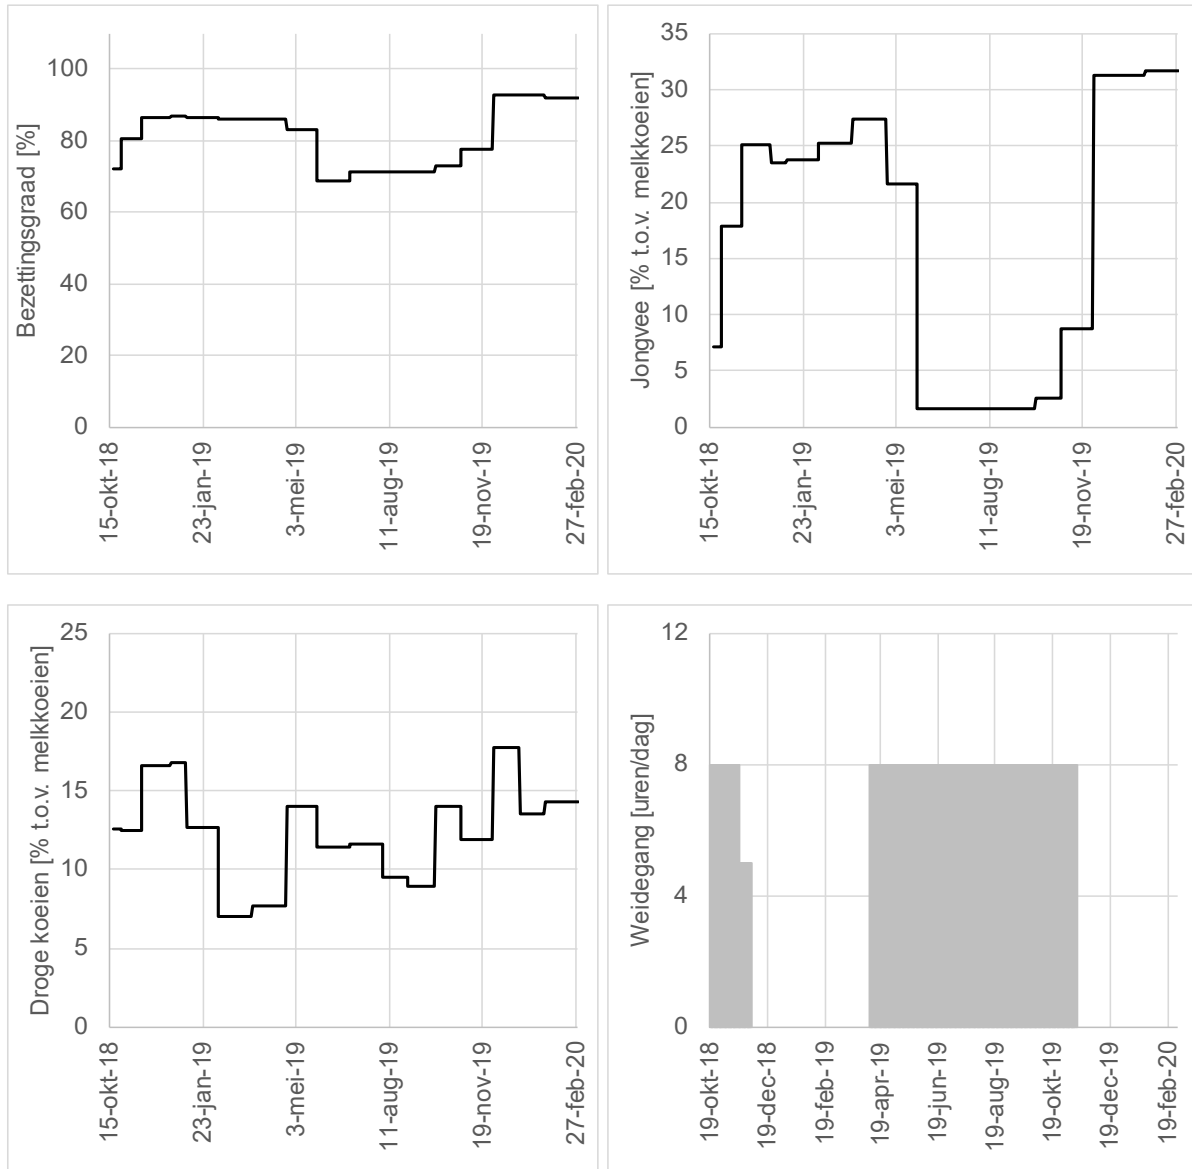 Bezettingsgraad [%]
100
80
60
40
20
0
15-okt-18
23-jan-19
3-mei-19
11-aug-19
19-nov-19
27-feb-20
Jongvee [% t.o.v. melkkoeien]
35
30
25
20
15
10
5
0
15-okt-18
23-jan-19
3-mei-19
11-aug-19
19-nov-19
27-feb-20
Droge koeien [% t.o.v. melkkoeien]
25
20
15
10
5
0
15-okt-18
23-jan-19
3-mei-19
11-aug-19
19-nov-19
27-feb-20
Weidegang [uren/dag]
12
8
4
0
19-okt-18
19-dec-18
19-feb-19
19-apr-19
19-jun-19
19-aug-19
19-okt-19
19-dec-19
19-feb-20